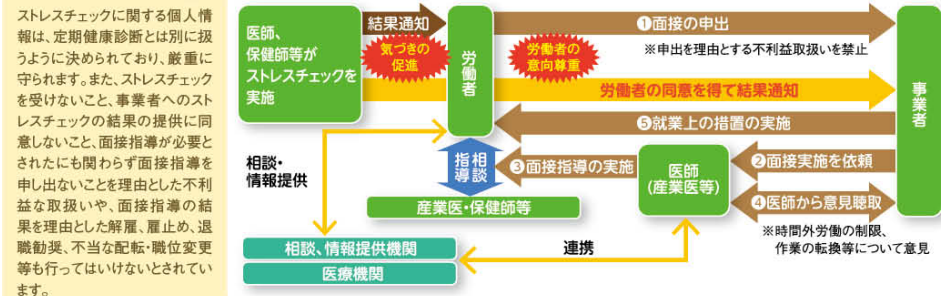 ストレスチェックに関する個人情
報は、定期健康診断とは別に扱
うように決められており、厳重に
守られます。また、ストレスチェック
を受けないこと、事業者へのスト
レスチェックの結果の提供に同
意しないこと、面接指導が必要と
されたにも関わらず面接指導を
申し出ないことを理由とした不利
益な取扱いや、面接指導の結
果を理由とした解雇、雇止め、退
職勧奨、不当な配転・職位変更
等も行ってはいけないとされてい
ます。
医師、
保健師等が
ストレスチェックを
実施
結果通知
気づきの
促進
労働者
労働者の
意向尊重
❶面接の申出
※申出を理由とする不利益取扱いを禁止
労働者の同意を得て結果通知
事業者
❺就業上の措置の実施
相談・
情報提供
相談
指導
❸面接指導の実施
医師
(産業医等)
❷面接実施を依頼
❹医師から意見聴取
※時間外労働の制限、
作業の転換等について意見
産業医・保健師等
相談、情報提供機関
医療機関
連携